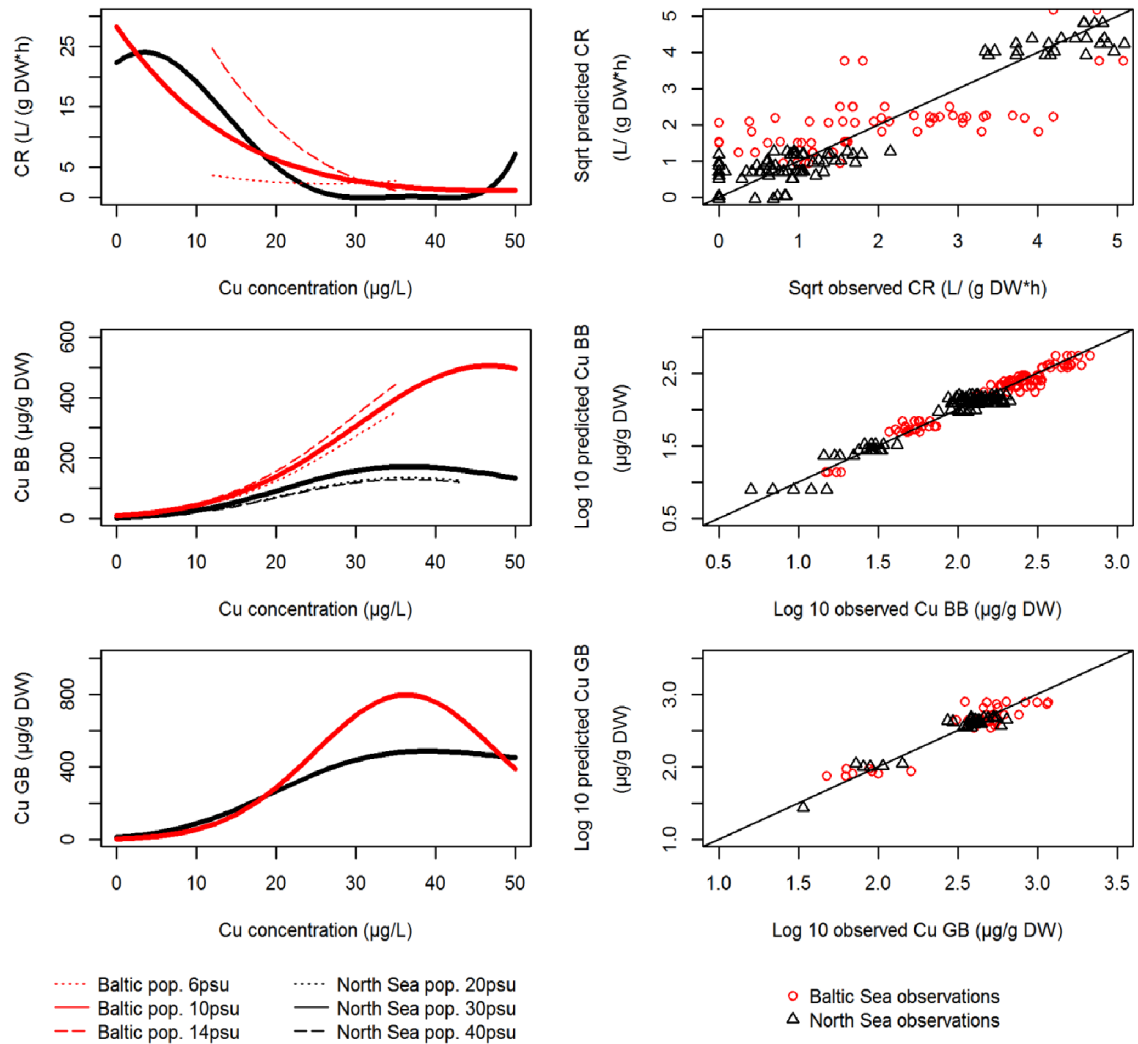 CR (L/ (g DW*h)
0 5 15 25
0 10 20 30 40 50
Cu concentration (µg/L)
Sqrt predicted CR
(L/ (g DW*h)
0 1 2 3 4 5
0 1 2 3 4 5
Sqrt observed CR (L/ (g DW*h)
Cu BB (µg/g DW)
0 200 400 600
0 10 20 30 40 50
Cu concentration (µg/L)
Log 10 predicted Cu BB
(µg/g DW)
0.5 1.5 2.5
0.5 1.0 1.5 2.0 2.5 3.0
Log 10 observed Cu BB (µg/g DW)
Cu GB (µg/g DW)
0 400 800
0 10 20 30 40 50
Cu concentration (µg/L)
Log 10 predicted Cu GB
(µg/g DW)
1.0 2.0 3.0
1.0 1.5 2.0 2.5 3.0 3.5
Log 10 observed Cu GB (µg/g DW)
Baltic pop. 6psu
Baltic pop. 10psu
Baltic pop. 14psu
North Sea pop. 20psu
North Sea pop. 30psu
North Sea pop. 40psu
Baltic Sea observations
North Sea observations